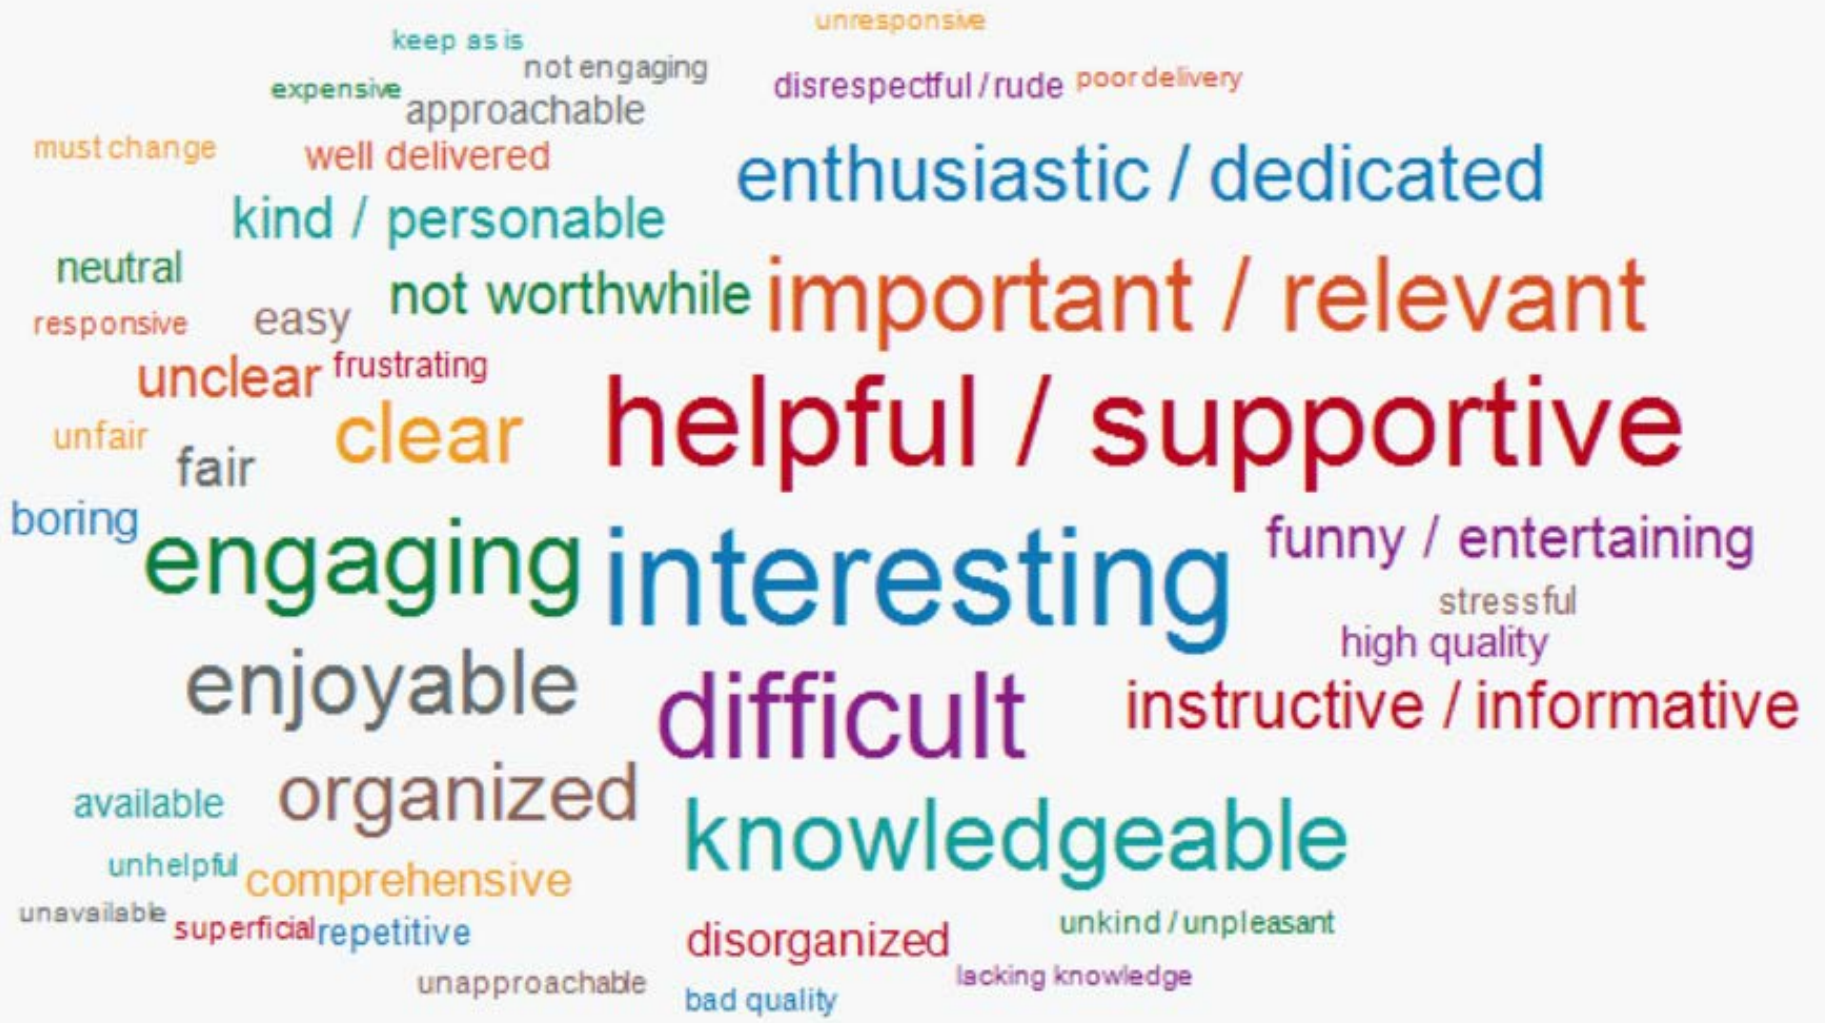 unresponsive
keep as is
not engaging
expensive
disrespectful / rude
poor delivery
approachable
must change
well delivered
enthusiastic / dedicated
kind / personable
neutral
not worthwhile
important / relevant
responsive
easy
unclear
frustrating
helpful / supportive
unfair
clear
fair
boring
engaging
interesting
funny / entertaining
stressful
high quality
enjoyable
difficult
instructive / informative
available
organized
knowledgeable
unhelpful
comprehensive
unavailable
superficial
repetitive
disorganized
unkind / unpleasant
unapproachable
lacking knowledge
bad quality